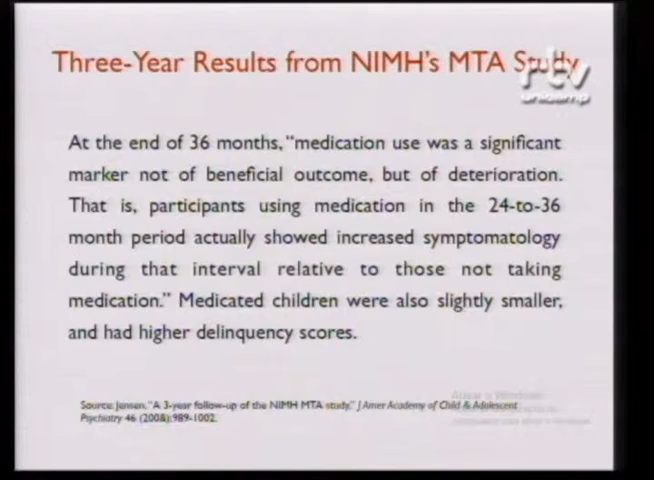 Three-Year Results from NIMH's MTA Study
rtv
unicamp
At the end of 36 months, "medication use was a significant
marker not of beneficial outcome, but of deterioration.
That is, participants using medication in the 24-to-36
month period actually showed increased symptomatology
during that interval relative to those not taking
medication." Medicated children were also slightly smaller,
and had higher delinquency scores.
Source: Jensen, "A 3-year follow-up of the NIMH MTA study," J Amer Academy of Child & Adolescent
Psychiatry 46 (2008):989-1002.